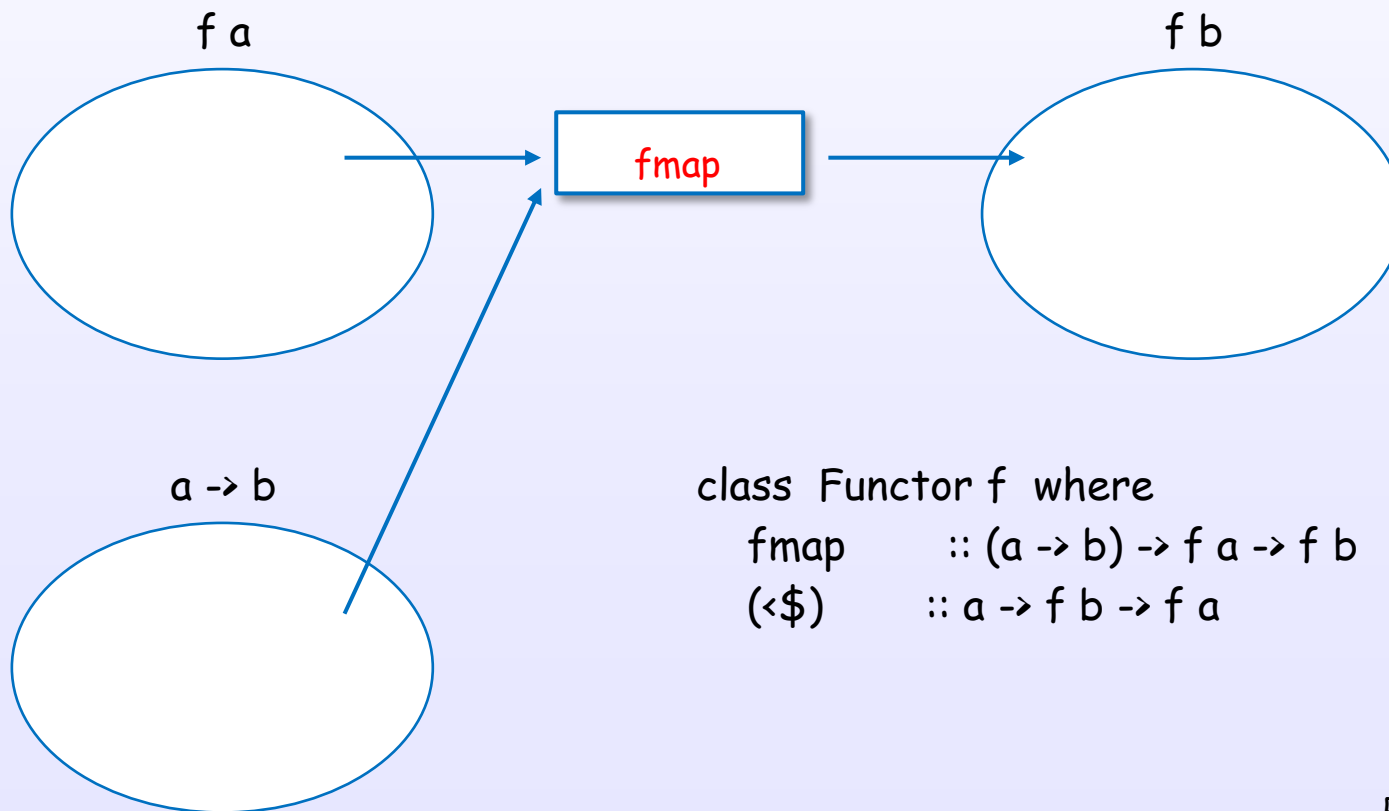 f a
f b
fmap
a -> b
class Functor f where
fmap :: (a -> b) -> f a -> f b
(<$) :: a -> f b -> f a